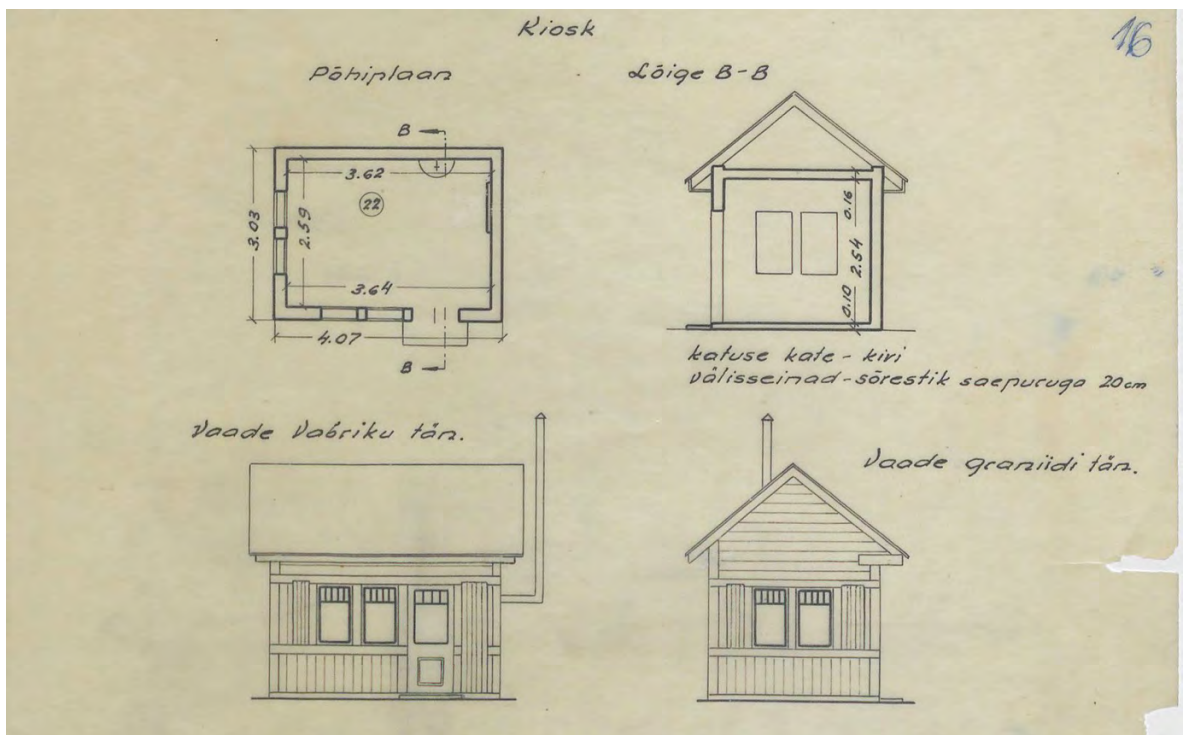 Kiosk
16
Põhiplaan
Lõige B-B
B
3.62
22
3.03
2.59
3.64
4.07
B
0.16
2.54
0.10
katuse kate - kivi
välisseinad - sõrestik saepuruga 20cm
Vaade Vabriku tän.
Vaade graniidi tän.